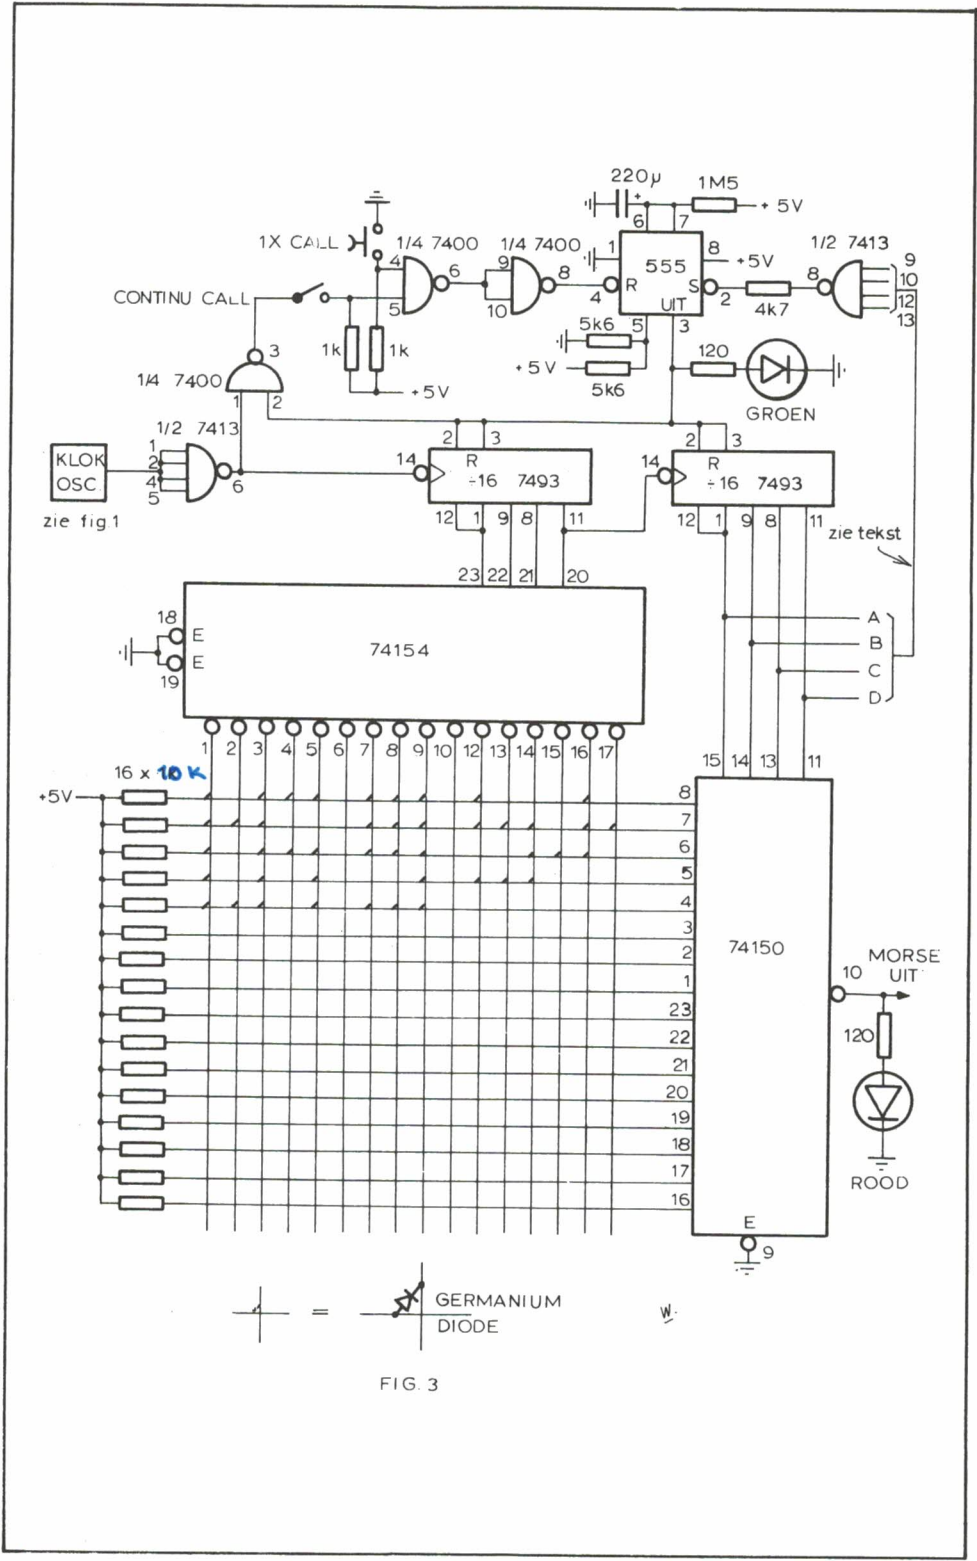 220μ
+
1M5
+ 5V
6
7
1X CALL
1/4 7400
1/4 7400
1/2 7413
4
6
9
8
1
8
+5V
8
9
10
12
13
555
CONTINU CALL
5
10
4
R
S
2
4k7
UIT
5
3
3
1k
1k
5k6
120
1/4 7400
+5V
+5V
5k6
GROEN
1
2
1/2 7413
2
3
2
3
KLOK
OSC.
1
2
4
5
6
14
R
÷16 7493
14
R
÷16 7493
zie fig.1
12
1
9
8
11
12
1
9
8
11
zie tekst
23
22
21
20
18
E
A
74154
B
E
19
C
D
1
2
3
4
5
6
7
8
9
10
12
13
14
15
16
17
15
14
13
11
16 x 10K
+5V
8
7
6
5
4
3
2
1
23
22
21
20
19
18
17
16
74150
10
MORSE
UIT
120
ROOD
E
9
=
GERMANIUM
DIODE
W.
FIG. 3